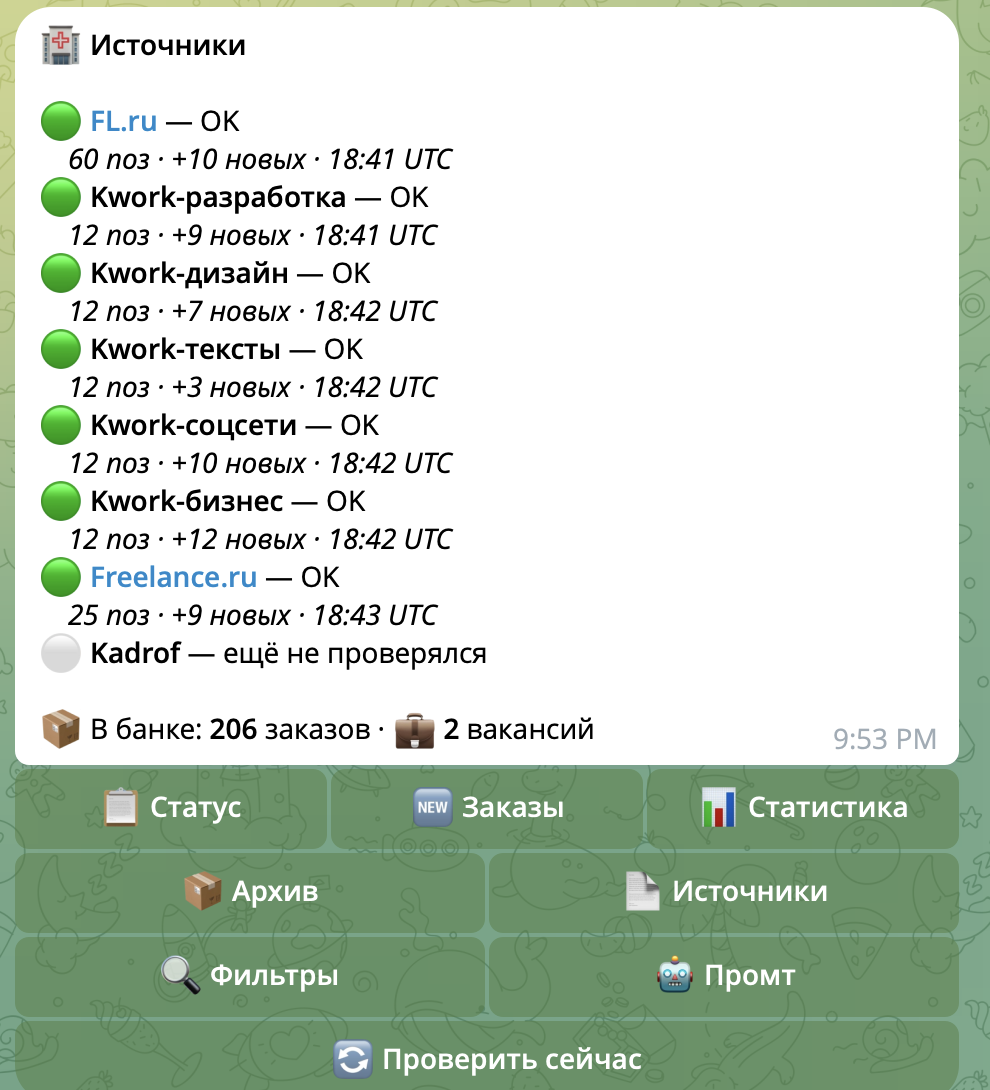 Источники
FL.ru — OK
60 поз · +10 новых · 18:41 UTC
Kwork-разработка — OK
12 поз · +9 новых · 18:41 UTC
Kwork-дизайн — OK
12 поз · +7 новых · 18:42 UTC
Kwork-тексты — OK
12 поз · +3 новых · 18:42 UTC
Kwork-соцсети — OK
12 поз · +10 новых · 18:42 UTC
Kwork-бизнес — OK
12 поз · +12 новых · 18:42 UTC
Freelance.ru — OK
25 поз · +9 новых · 18:43 UTC
Kadrof — ещё не проверялся
В банке: 206 заказов · 2 вакансий
9:53 PM
Статус
NEW Заказы
Статистика
Архив
Источники
Фильтры
Промт
Проверить сейчас